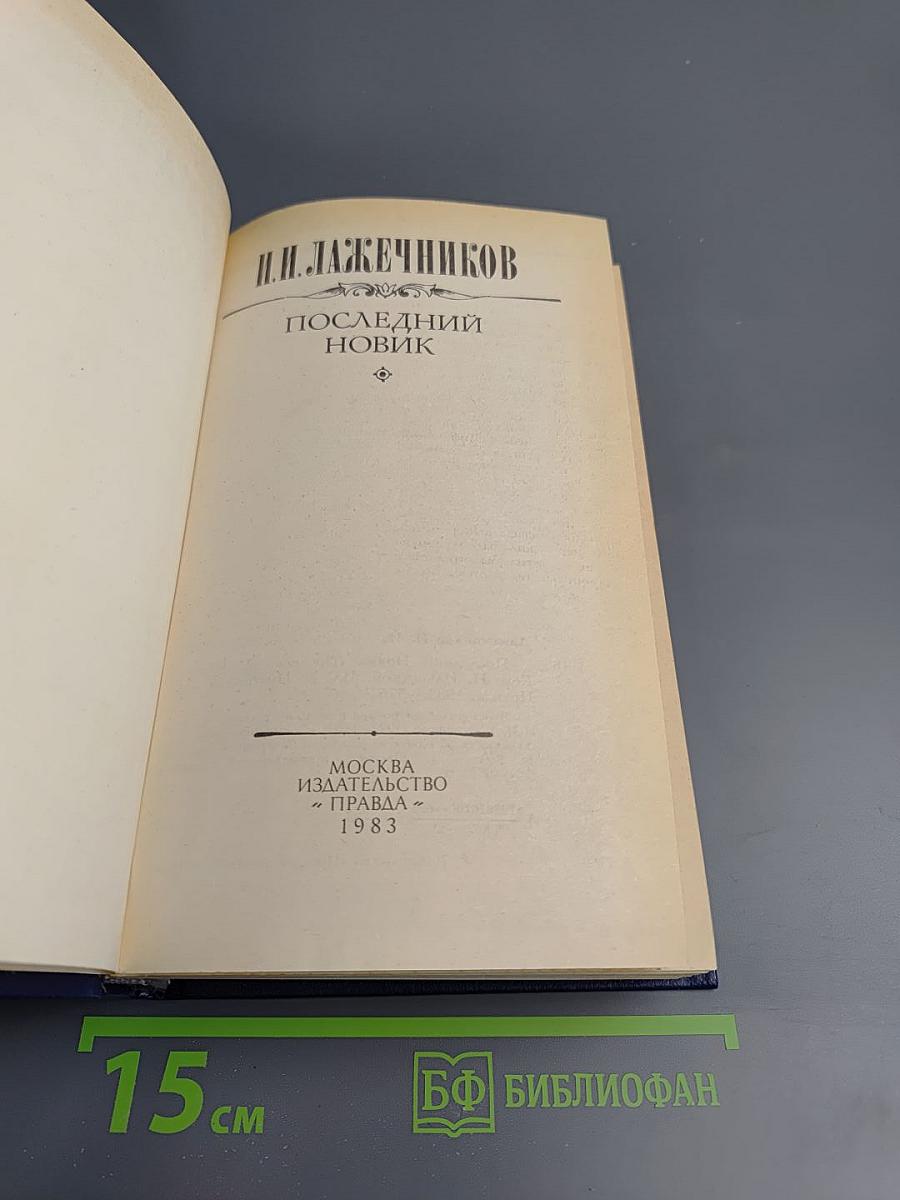 И.И.ЛАЖЕЧНИКОВ
ПОСЛЕДНИЙ
НОВИК
МОСКВА
ИЗДАТЕЛЬСТВО
« ПРАВДА »
1983
15 см
БФ БИБЛИОФАН